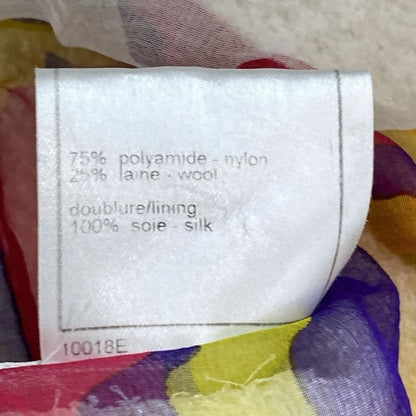 75% polyamide - nylon
25% laine - wool
doublure/lining
100% soie - silk
10018E